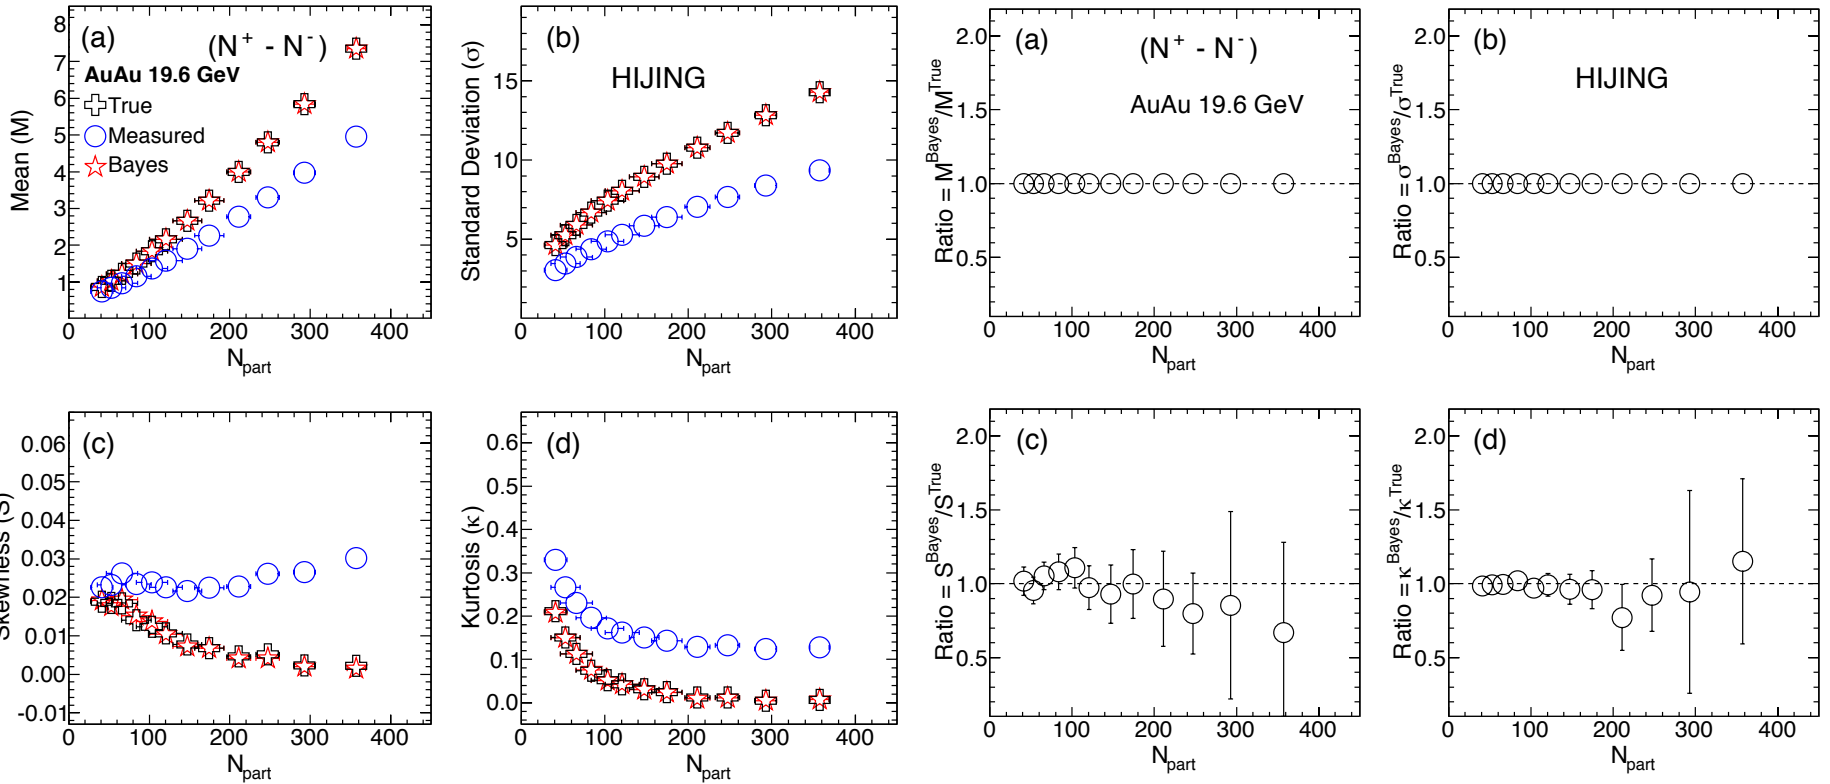 (a)
(N⁺ - N⁻)
AuAu 19.6 GeV
True
Measured
Bayes
Mean (M)
8
7
6
5
4
3
2
1
0 100 200 300 400
N_part
(b)
HIJING
Standard Deviation (σ)
15
10
5
0 100 200 300 400
N_part
(a)
(N⁺ - N⁻)
AuAu 19.6 GeV
Ratio = M^Bayes/M^True
2.0
1.5
1.0
0.5
0 100 200 300 400
N_part
(b)
HIJING
Ratio = σ^Bayes/σ^True
2.0
1.5
1.0
0.5
0 100 200 300 400
N_part
(c)
Skewness (S)
0.06
0.05
0.04
0.03
0.02
0.01
0.00
-0.01
0 100 200 300 400
N_part
(d)
Kurtosis (κ)
0.6
0.5
0.4
0.3
0.2
0.1
0.0
0 100 200 300 400
N_part
(c)
Ratio = S^Bayes/S^True
2.0
1.5
1.0
0.5
0 100 200 300 400
N_part
(d)
Ratio = κ^Bayes/κ^True
2.0
1.5
1.0
0.5
0 100 200 300 400
N_part